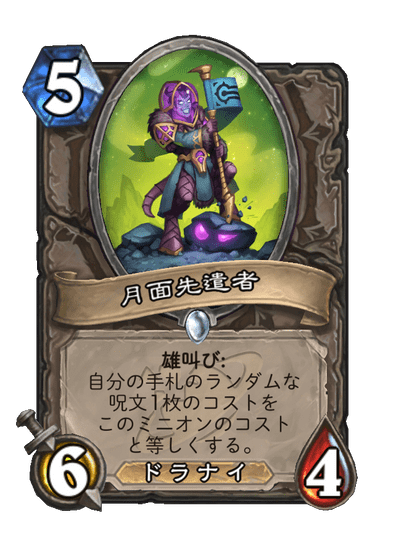 5
月面先遣者
雄叫び:
自分の手札のランダムな
呪文1枚のコストを
このミニオンのコスト
と等しくする。
6
ドラナイ
4